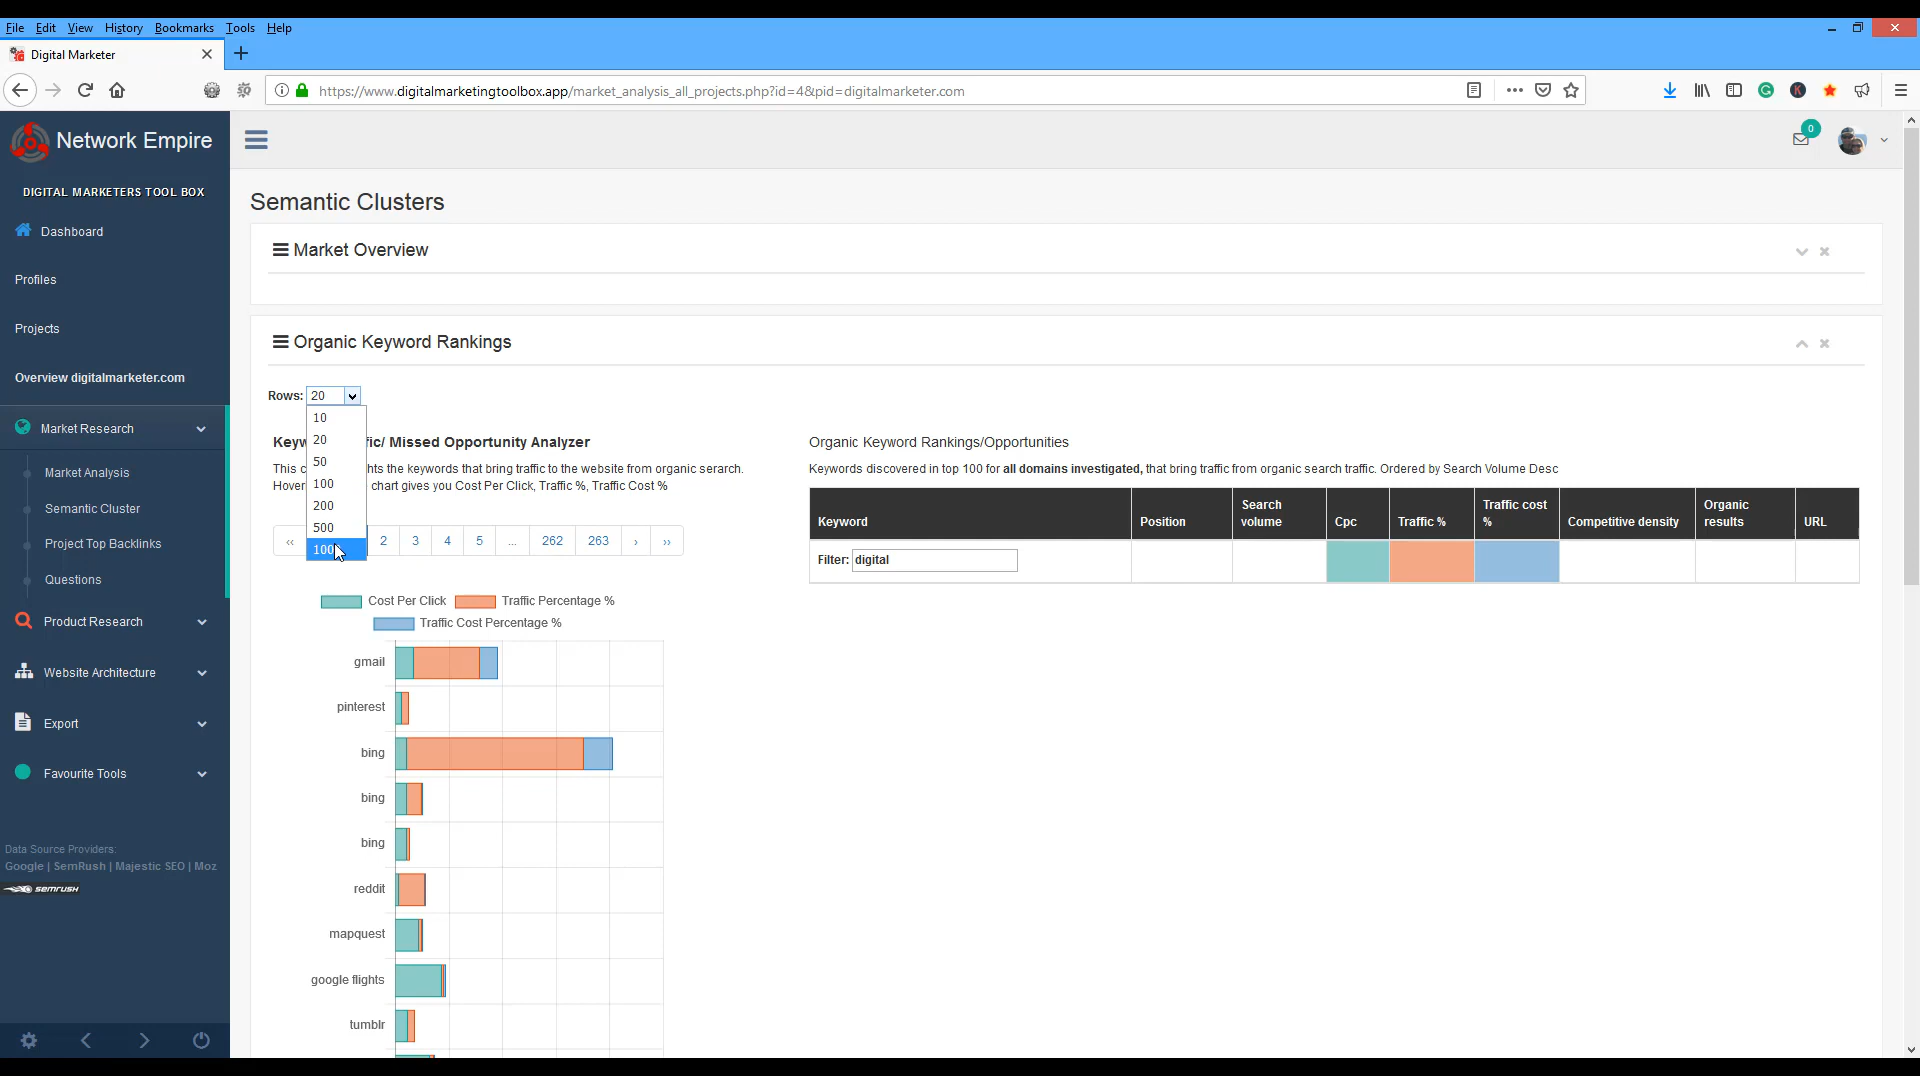 File Edit View History Bookmarks Tools Help
Digital Marketer
https://www.digitalmarketingtoolbox.app/market_analysis_all_projects.php?id=4&pid=digitalmarketer.com
Network Empire
0
DIGITAL MARKETERS TOOL BOX
Dashboard
Profiles
Projects
Overview digitalmarketer.com
Market Research
Market Analysis
Semantic Cluster
Project Top Backlinks
Questions
Product Research
Website Architecture
Export
Favourite Tools
Data Source Providers:
Google | SemRush | Majestic SEO | Moz
SEMRUSH
Semantic Clusters
Market Overview
Organic Keyword Rankings
Rows: 20
10
20
50
100
200
500
100
Missed Opportunity Analyzer
This c hts the keywords that bring traffic to the website from organic serarch.
Hover chart gives you Cost Per Click, Traffic %, Traffic Cost %
‹‹ 2 3 4 5 ... 262 263 › ››
Cost Per Click Traffic Percentage %
Traffic Cost Percentage %
gmail
pinterest
bing
bing
bing
reddit
mapquest
google flights
tumblr
Organic Keyword Rankings/Opportunities
Keywords discovered in top 100 for all domains investigated, that bring traffic from organic search traffic. Ordered by Search Volume Desc
Keyword Position Search volume Cpc Traffic % Traffic cost % Competitive density Organic results URL
Filter: digital